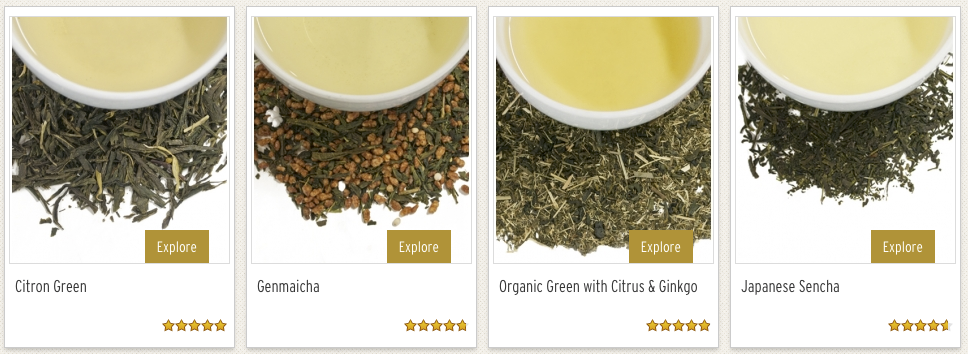 Explore
Explore
Explore
Explore
Citron Green
Genmaicha
Organic Green with Citrus & Ginkgo
Japanese Sencha